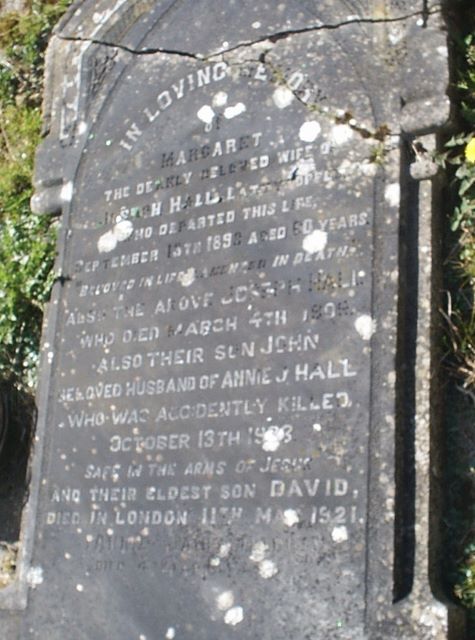 IN LOVING MEMORY
OF
MARGARET
THE DEARLY BELOVED WIFE OF
JOSEPH HALL, LATE
WHO DEPARTED THIS LIFE,
SEPTEMBER 15TH 1893 AGED 60 YEARS.
"BELOVED IN LIFE, LAMENTED IN DEATH."
ALSO THE ABOVE JOSEPH HALL
WHO DIED MARCH 4TH
ALSO THEIR SON JOHN
BELOVED HUSBAND OF ANNIE J. HALL
WHO WAS ACCIDENTLY KILLED,
OCTOBER 13TH
SAFE IN THE ARMS OF JESUS
AND THEIR ELDEST SON DAVID,
DIED IN LONDON 11TH MAY 1921.